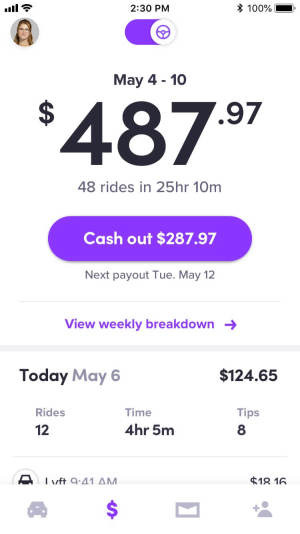 2:30 PM
100%
May 4 - 10
$487.97
48 rides in 25hr 10m
Cash out $287.97
Next payout Tue. May 12
View weekly breakdown →
Today May 6 $124.65
Rides Time Tips
12 4hr 5m 8
Lyft 9:41 AM $18.16
$